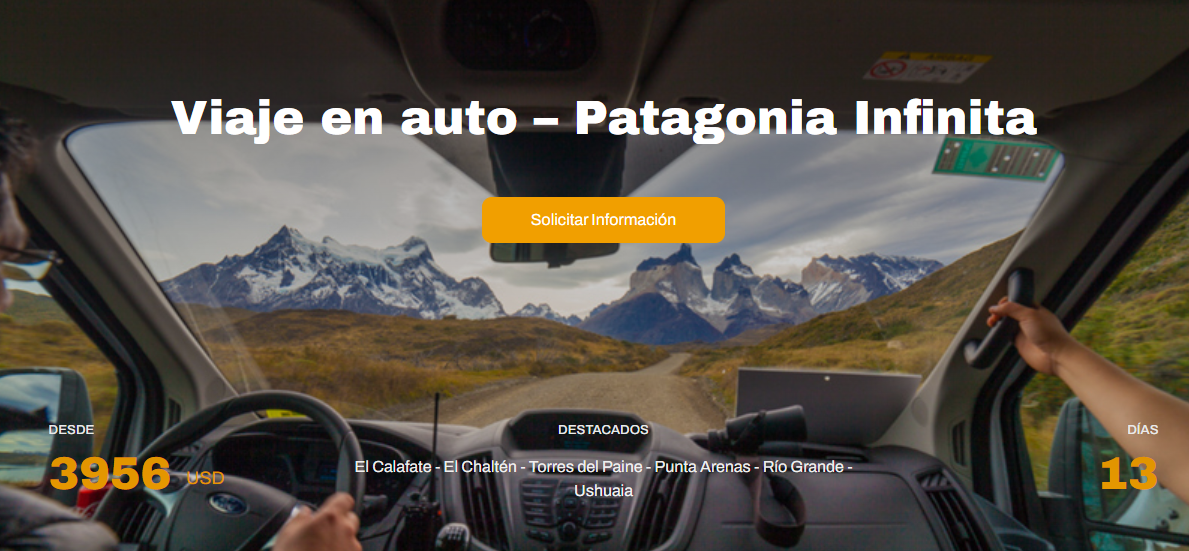 Viaje en auto – Patagonia Infinita
Solicitar Información
DESDE
3956 USD
DESTACADOS
El Calafate - El Chaltén - Torres del Paine - Punta Arenas - Río Grande -
Ushuaia
DÍAS
13
Ford